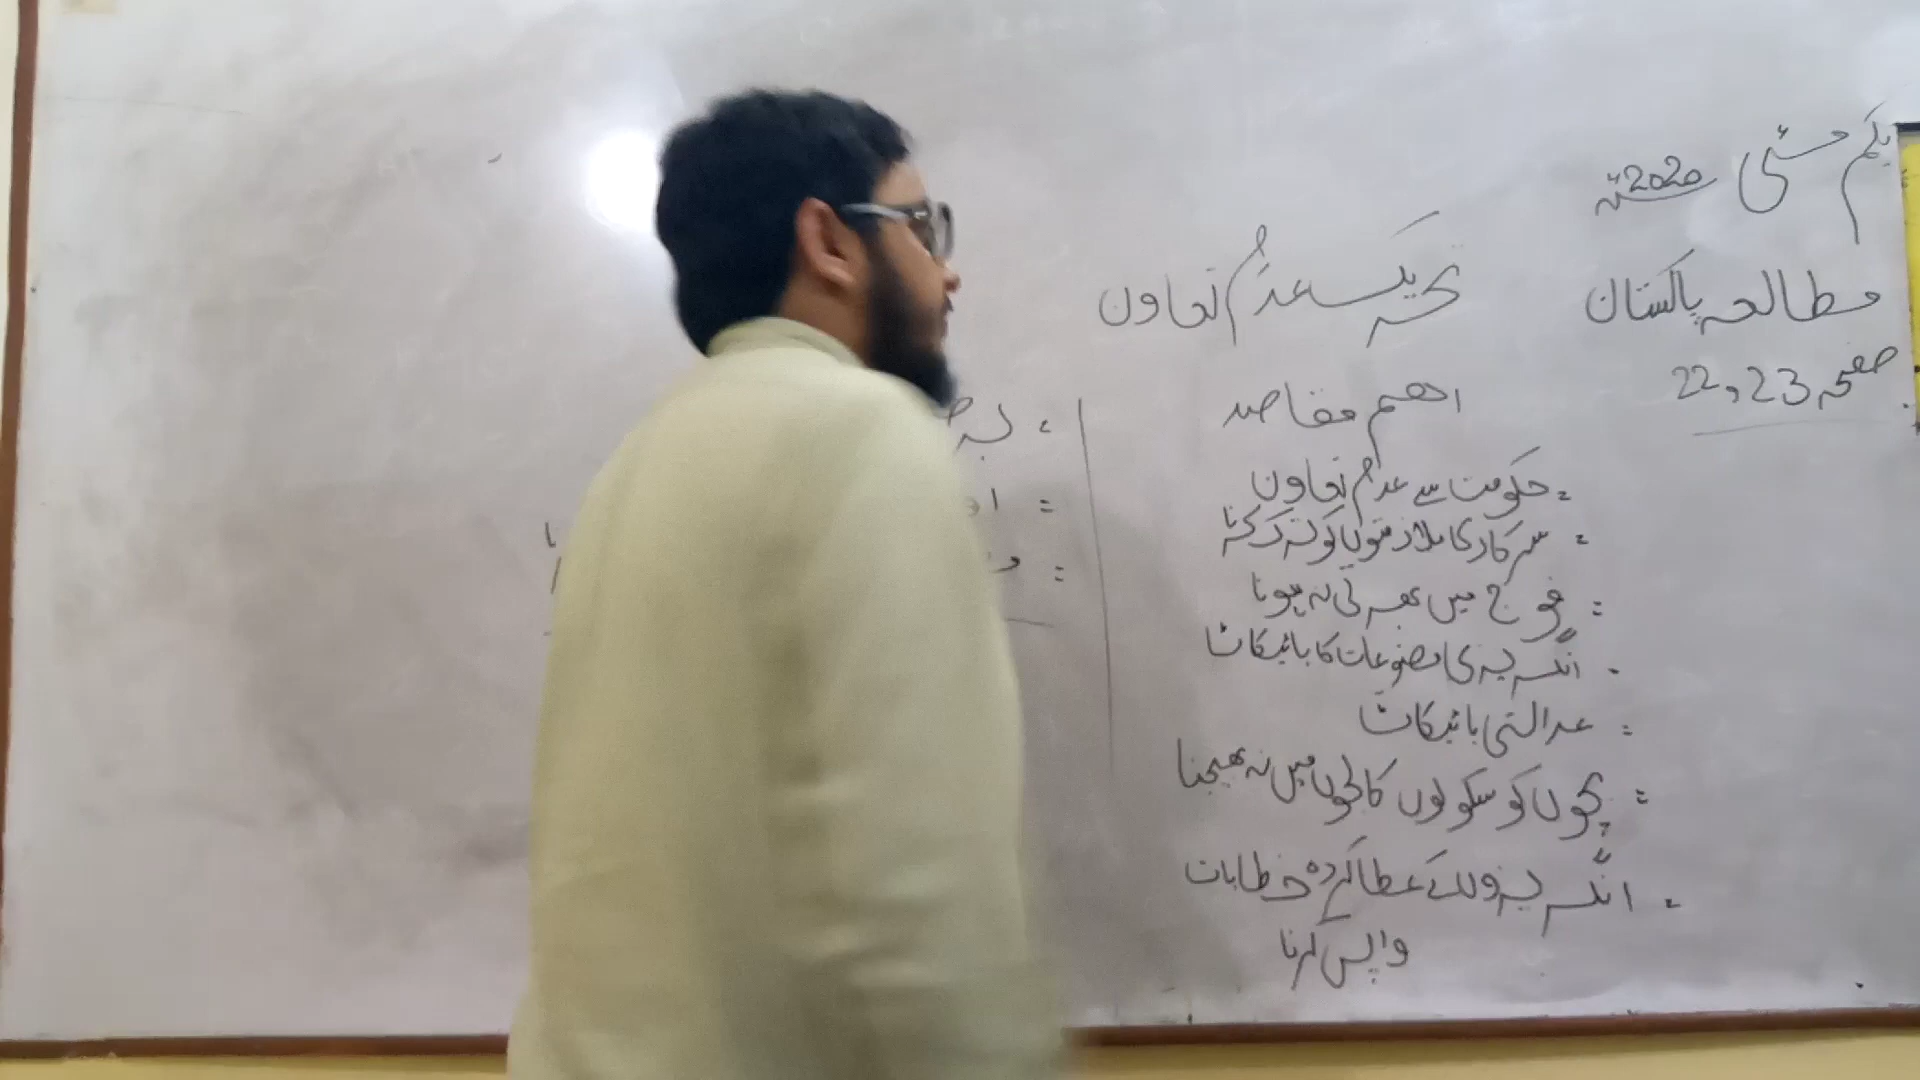 یکم مئی 2020ء
مطالعہ پاکستان
صفحہ 22,23
تحریک عدم تعاون
اہم مقاصد
حکومت سے عدم تعاون
سرکاری ملازمتوں کو ترک کرنا
فوج میں بھرتی نہ ہونا
انگریزی مصنوعات کا بائیکاٹ
عدالتی بائیکاٹ
بچوں کو سکولوں کالجوں میں نہ بھیجنا
انگریزوں کے عطا کردہ خطابات
واپس کرنا